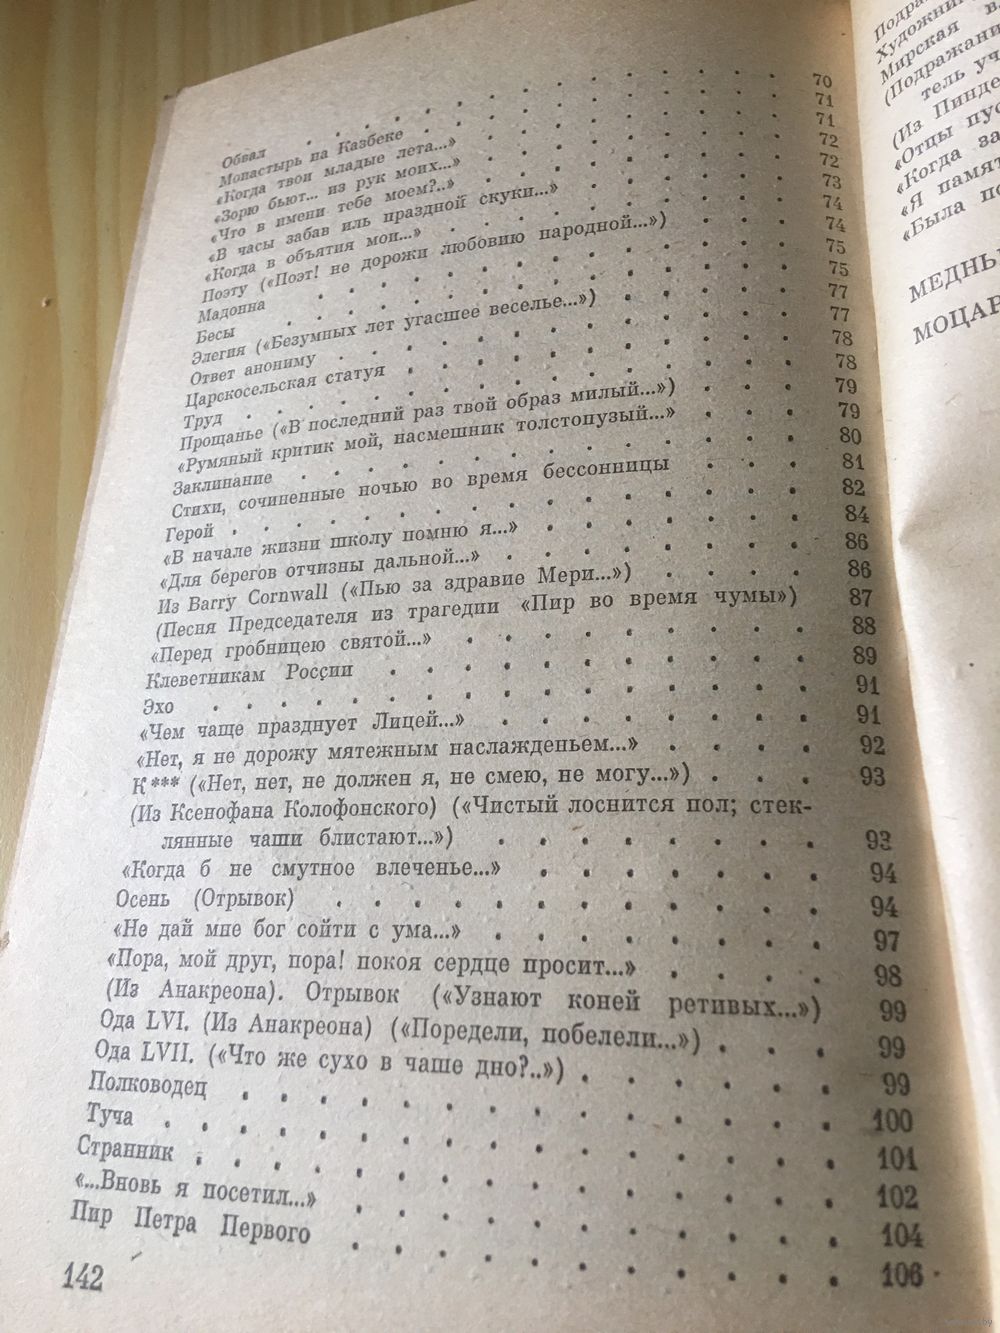 Обвал . . . . . . . . . . . . . 70
Монастырь на Казбеке . . . . . . . . 71
«Когда твои младые лета...» . . . . . . . 71
«Зорю бьют... из рук моих...» . . . . . . . 72
«Что в имени тебе моем?..» . . . . . . . 72
«В часы забав иль праздной скуки...» . . . . . 73
«Когда в объятия мои...» . . . . . . . . 74
Поэту («Поэт! не дорожи любовию народной...») . . . 74
Мадонна . . . . . . . . . . . . 75
Бесы . . . . . . . . . . . . . 75
Элегия («Безумных лет угасшее веселье...») . . . . 77
Ответ анониму . . . . . . . . . . 77
Царскосельская статуя . . . . . . . . 78
Труд . . . . . . . . . . . . . 78
Прощанье («В последний раз твой образ милый...») . . . 79
«Румяный критик мой, насмешник толстопузый...» . . . 79
Заклинание . . . . . . . . . . . 80
Стихи, сочиненные ночью во время бессонницы . . . 81
Герой . . . . . . . . . . . . . 82
«В начале жизни школу помню я...» . . . . . . 84
«Для берегов отчизны дальной...» . . . . . . . 86
Из Barry Cornwall («Пью за здравие Мери...») . . . . 86
(Песня Председателя из трагедии «Пир во время чумы») 87
«Перед гробницею святой...» . . . . . . . . 88
Клеветникам России . . . . . . . . . 89
Эхо . . . . . . . . . . . . . 91
«Чем чаще празднует Лицей...» . . . . . . . 91
«Нет, я не дорожу мятежным наслажденьем...» . . . . 92
К*** («Нет, нет, не должен я, не смею, не могу...») . . . 93
(Из Ксенофана Колофонского) («Чистый лоснится пол; стек-
лянные чаши блистают...») . . . . . . . . 93
«Когда б не смутное влеченье...» . . . . . . . 94
Осень (Отрывок) . . . . . . . . . . 94
«Не дай мне бог сойти с ума...» . . . . . . . . 97
«Пора, мой друг, пора! покоя сердце просит...» . . . . 98
(Из Анакреона). Отрывок («Узнают коней ретивых...») 99
Ода LVI. (Из Анакреона) («Поредели, побелели...») . . . 99
Ода LVII. («Что же сухо в чаше дно?..») . . . . . . 99
Полководец . . . . . . . . . . . . 100
Туча . . . . . . . . . . . . . . 101
Странник . . . . . . . . . . . . . 102
«...Вновь я посетил...» . . . . . . . . . 104
Пир Петра Первого . . . . . . . . . . 106
142
Мирская
(Подражани
тель уч
(Из Пинде
«Отцы пус
«Когда за
«Я памят
«Была по
МЕДНЫ
МОЦАР